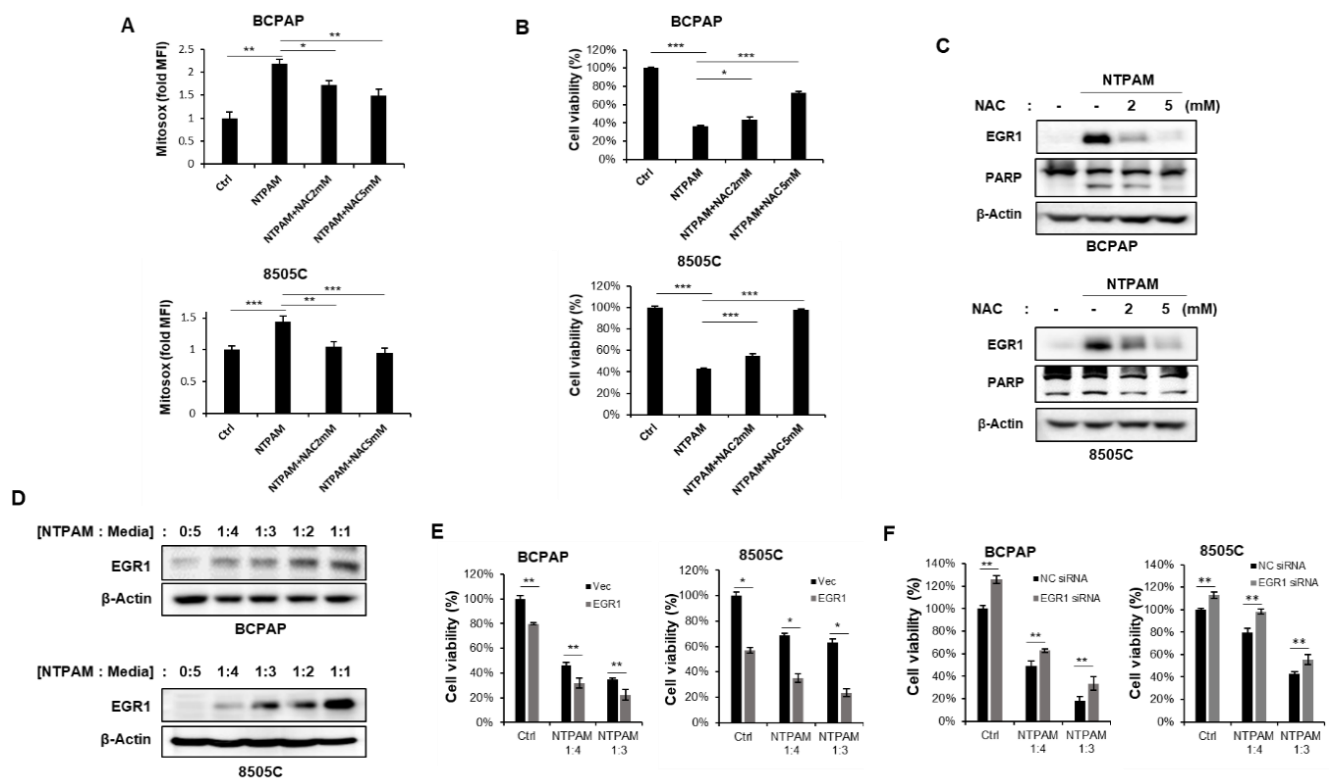 A
BCPAP
Mitosox (fold MFI)
2.5
2
1.5
1
0.5
0
**
*
**
Ctrl
NTPAM
NTPAM+NAC2mM
NTPAM+NAC5mM
8505C
Mitosox (fold MFI)
1.5
1
0.5
0
***
**
***
Ctrl
NTPAM
NTPAM+NAC2mM
NTPAM+NAC5mM
B
BCPAP
Cell viability (%)
120%
100%
80%
60%
40%
20%
0%
***
***
*
Ctrl
NTPAM
NTPAM+NAC2mM
NTPAM+NAC5mM
8505C
Cell viability (%)
120%
100%
80%
60%
40%
20%
0%
***
***
***
Ctrl
NTPAM
NTPAM+NAC2mM
NTPAM+NAC5mM
C
NTPAM
NAC : - - 2 5 (mM)
EGR1
PARP
β-Actin
BCPAP
NTPAM
NAC : - - 2 5 (mM)
EGR1
PARP
β-Actin
8505C
D
[NTPAM : Media] : 0:5 1:4 1:3 1:2 1:1
EGR1
β-Actin
BCPAP
[NTPAM : Media] : 0:5 1:4 1:3 1:2 1:1
EGR1
β-Actin
8505C
E
BCPAP
Cell viability (%)
120%
100%
80%
60%
40%
20%
0%
Vec
EGR1
**
**
**
Ctrl NTPAM NTPAM
1:4 1:3
8505C
Cell viability (%)
120%
100%
80%
60%
40%
20%
0%
Vec
EGR1
*
*
*
Ctrl NTPAM NTPAM
1:4 1:3
F
BCPAP
Cell viability (%)
140%
120%
100%
80%
60%
40%
20%
0%
NC siRNA
EGR1 siRNA
**
**
**
Ctrl NTPAM NTPAM
1:4 1:3
8505C
Cell viability (%)
140%
120%
100%
80%
60%
40%
20%
0%
NC siRNA
EGR1 siRNA
**
**
**
Ctrl NTPAM NTPAM
1:4 1:3